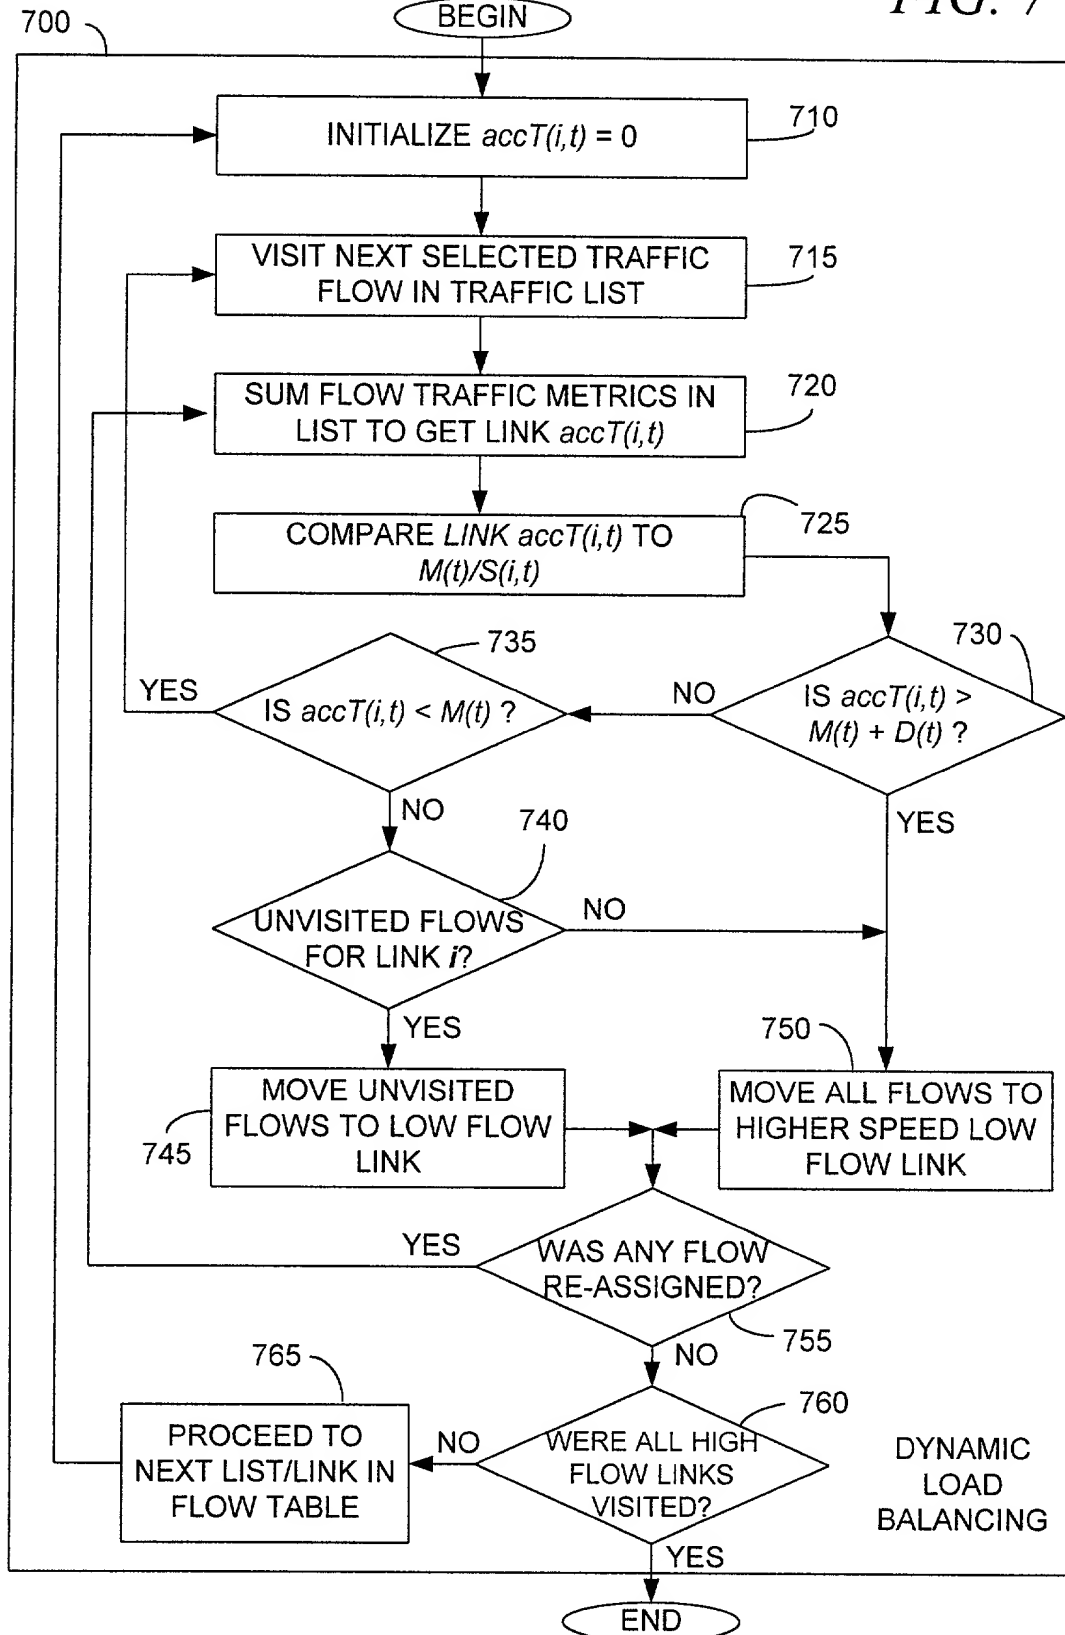 FIG. 7
700
BEGIN
INITIALIZE accT(i,t) = 0
710
VISIT NEXT SELECTED TRAFFIC
FLOW IN TRAFFIC LIST
715
SUM FLOW TRAFFIC METRICS IN
LIST TO GET LINK accT(i,t)
720
COMPARE LINK accT(i,t) TO
M(t)/S(i,t)
725
730
IS accT(i,t) >
M(t) + D(t) ?
NO
YES
735
IS accT(i,t) < M(t) ?
YES
NO
740
UNVISITED FLOWS
FOR LINK i?
NO
YES
MOVE UNVISITED
FLOWS TO LOW FLOW
LINK
745
750
MOVE ALL FLOWS TO
HIGHER SPEED LOW
FLOW LINK
WAS ANY FLOW
RE-ASSIGNED?
YES
755
NO
760
WERE ALL HIGH
FLOW LINKS
VISITED?
NO
765
PROCEED TO
NEXT LIST/LINK IN
FLOW TABLE
DYNAMIC
LOAD
BALANCING
YES
END